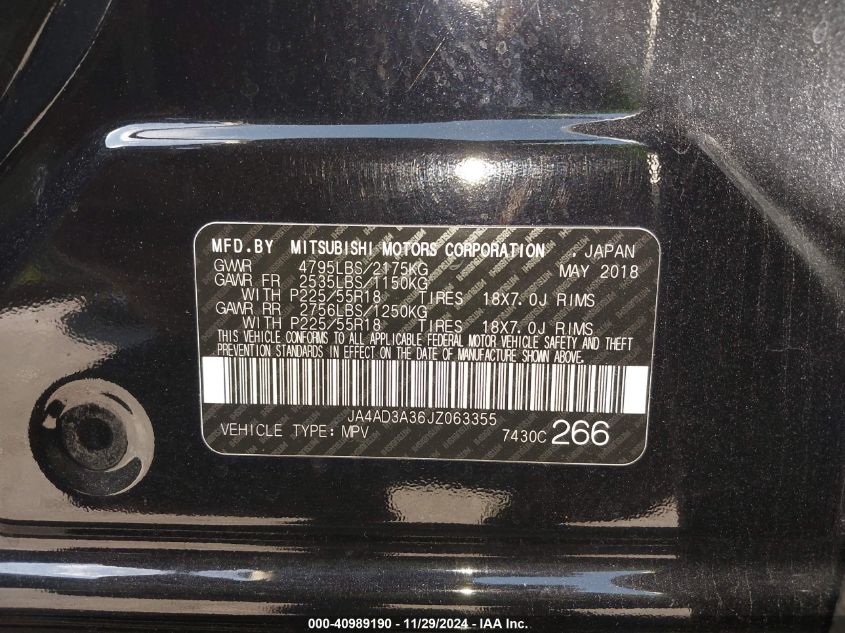 MFD.BY MITSUBISHI MOTORS CORPORATION , JAPAN
GVWR 4795LBS/2175KG MAY 2018
GAWR FR 2535LBS/1150KG
WITH P225/55R18 TIRES 18X7.0J RIMS
GAWR RR 2756LBS/1250KG
WITH P225/55R18 TIRES 18X7.0J RIMS
THIS VEHICLE CONFORMS TO ALL APPLICABLE FEDERAL MOTOR VEHICLE SAFETY AND THEFT
PREVENTION STANDARDS IN EFFECT ON THE DATE OF MANUFACTURE SHOWN ABOVE.
JA4AD3A36JZ063355
VEHICLE TYPE: MPV 7430C 266
000-40989190 - 11/29/2024 - IAA Inc.